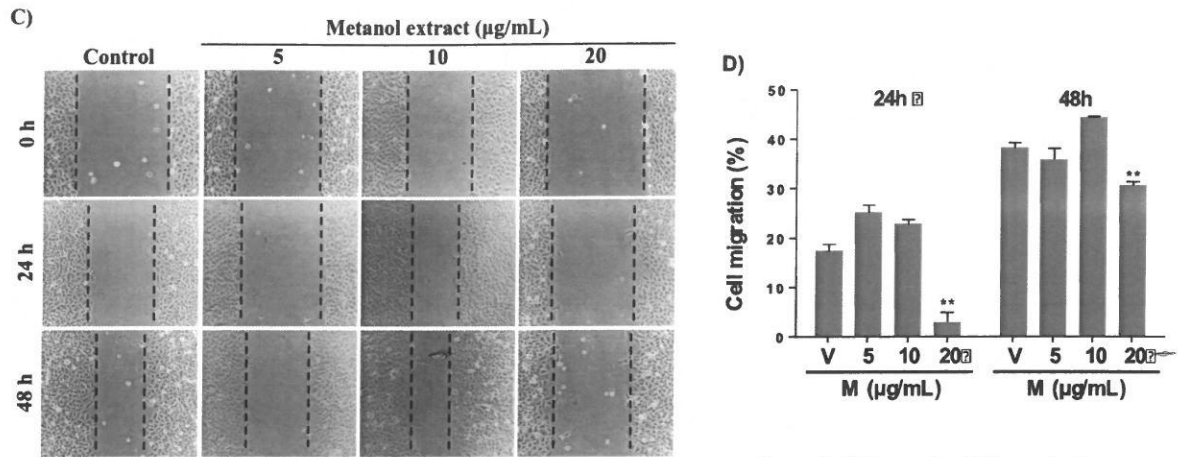 C)
Metanol extract (µg/mL)
Control 5 10 20
0 h
24 h
48 h
D)
24h 48h
Cell migration (%)
50
40
30
20
10
0
** **
V 5 10 20 V 5 10 20
M (µg/mL) M (µg/mL)